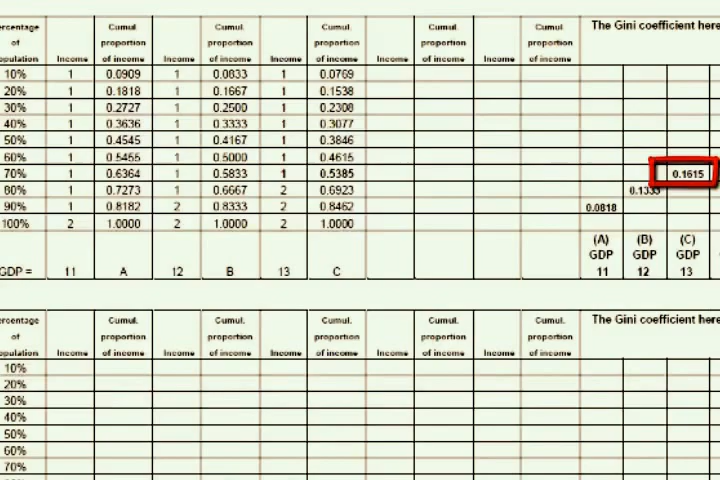 ercentage Cumul. Cumul. Cumul. Cumul. Cumul. The Gini coefficient here
of proportion proportion proportion proportion proportion
opulation Income of income Income of income Income of income Income of income Income of income
10% 1 0.0909 1 0.0833 1 0.0769
20% 1 0.1818 1 0.1667 1 0.1538
30% 1 0.2727 1 0.2500 1 0.2308
40% 1 0.3636 1 0.3333 1 0.3077
50% 1 0.4545 1 0.4167 1 0.3846
60% 1 0.5455 1 0.5000 1 0.4615
70% 1 0.6364 1 0.5833 1 0.5385 0.1615
80% 1 0.7273 1 0.6667 2 0.6923 0.1333
90% 1 0.8182 2 0.8333 2 0.8462 0.0818
100% 2 1.0000 2 1.0000 2 1.0000
(A) (B) (C)
GDP GDP GDP
GDP = 11 A 12 B 13 C 11 12 13
ercentage Cumul. Cumul. Cumul. Cumul. Cumul. The Gini coefficient here
of proportion proportion proportion proportion proportion
opulation Income of income Income of income Income of income Income of income Income of income
10%
20%
30%
40%
50%
60%
70%